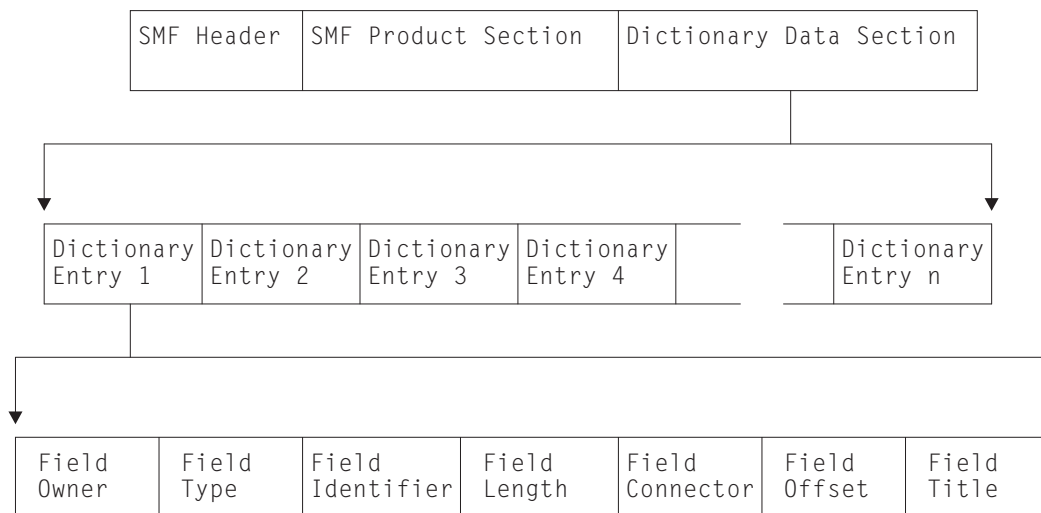 SMF Header SMF Product Section Dictionary Data Section
Dictionary Dictionary Dictionary Dictionary Dictionary
Entry 1 Entry 2 Entry 3 Entry 4 Entry n
Field Field Field Field Field Field Field
Owner Type Identifier Length Connector Offset Title